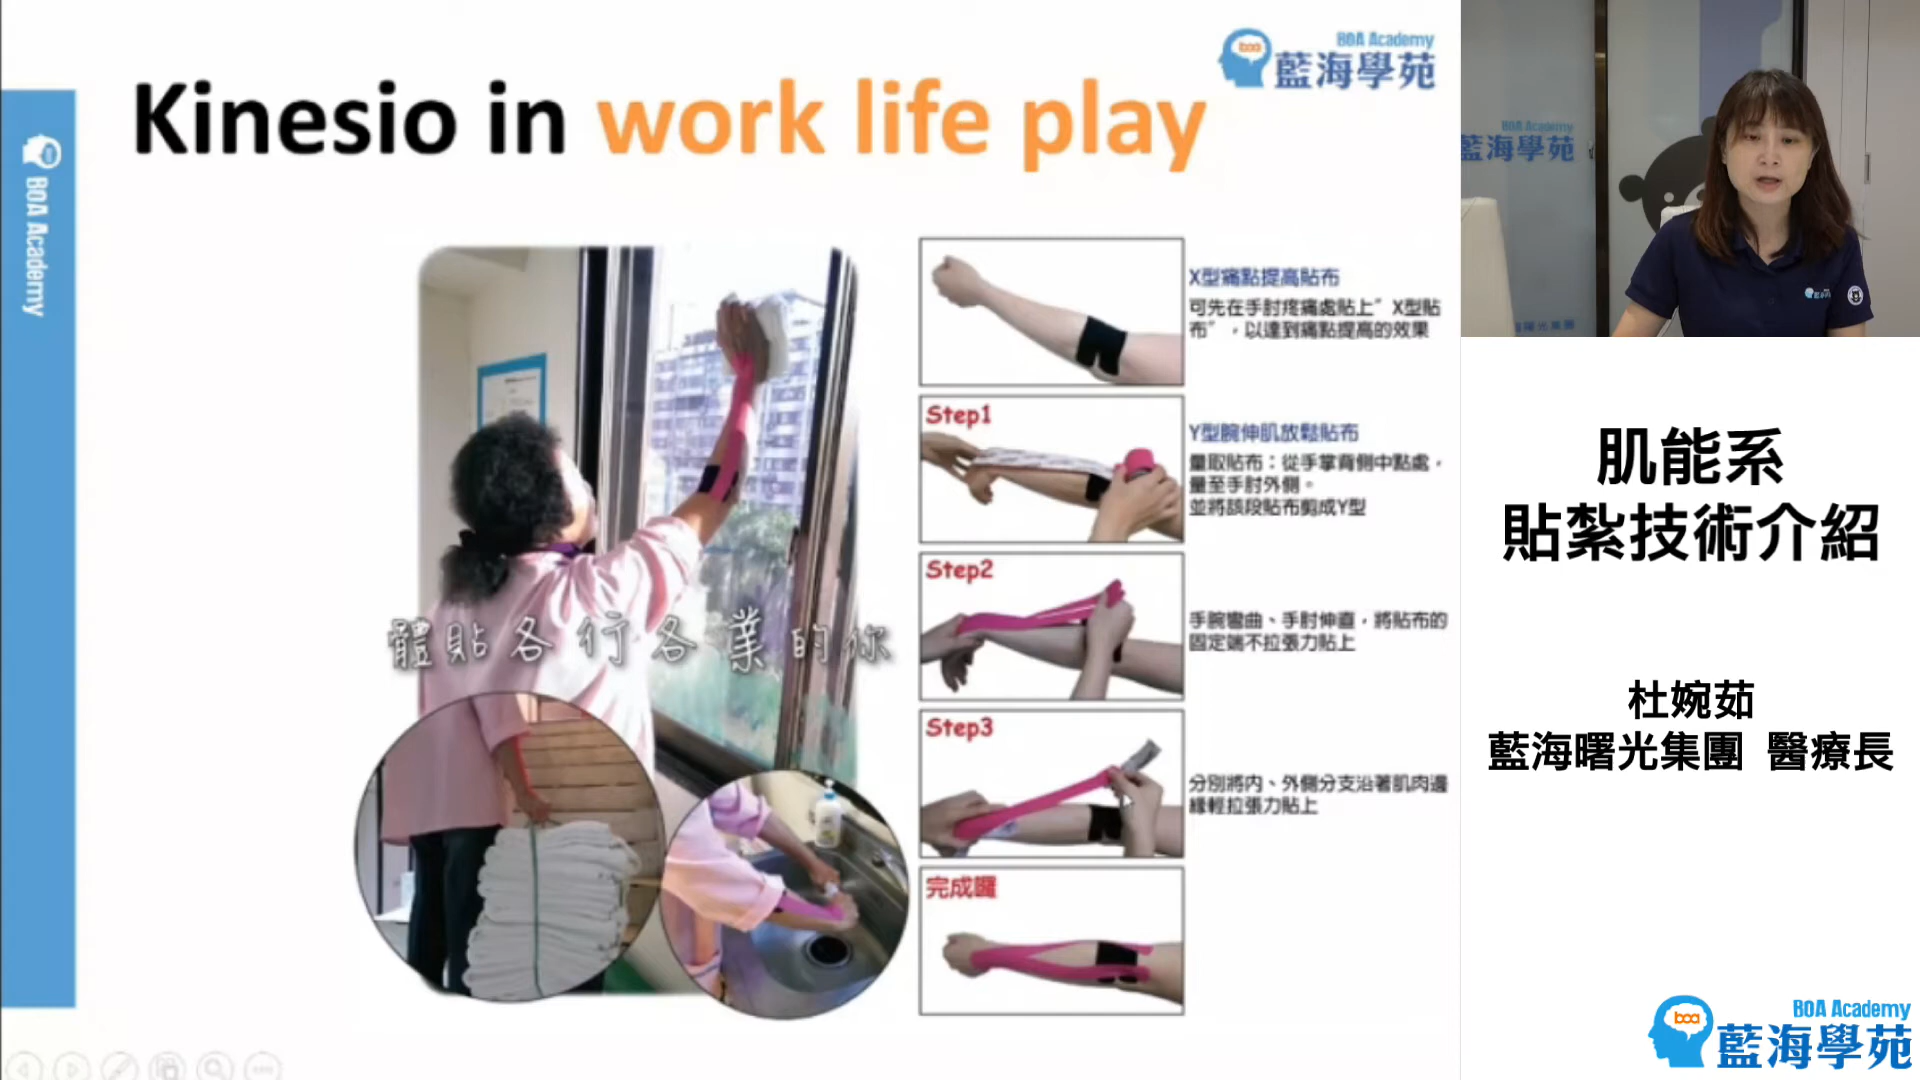 Kinesio in work life play
BOA Academy
藍海學苑
BOA Academy
X型痛點提高貼布
可先在手肘疼痛處貼上”X型貼
布”，以達到痛點提高的效果
Step1
Y型腕伸肌放鬆貼布
量取貼布：從手掌背側中點處，
量至手肘外側。
並將該段貼布剪成Y型
Step2
手腕彎曲、手肘伸直，將貼布的
固定端不拉張力貼上
Step3
分別將內、外側分支沿著肌肉邊
緣輕拉張力貼上
完成囉
體貼各行各業的你
BOA Academy
藍海學苑
肌能系
貼紮技術介紹
杜婉茹
藍海曙光集團 醫療長
boa
BOA Academy
藍海學苑